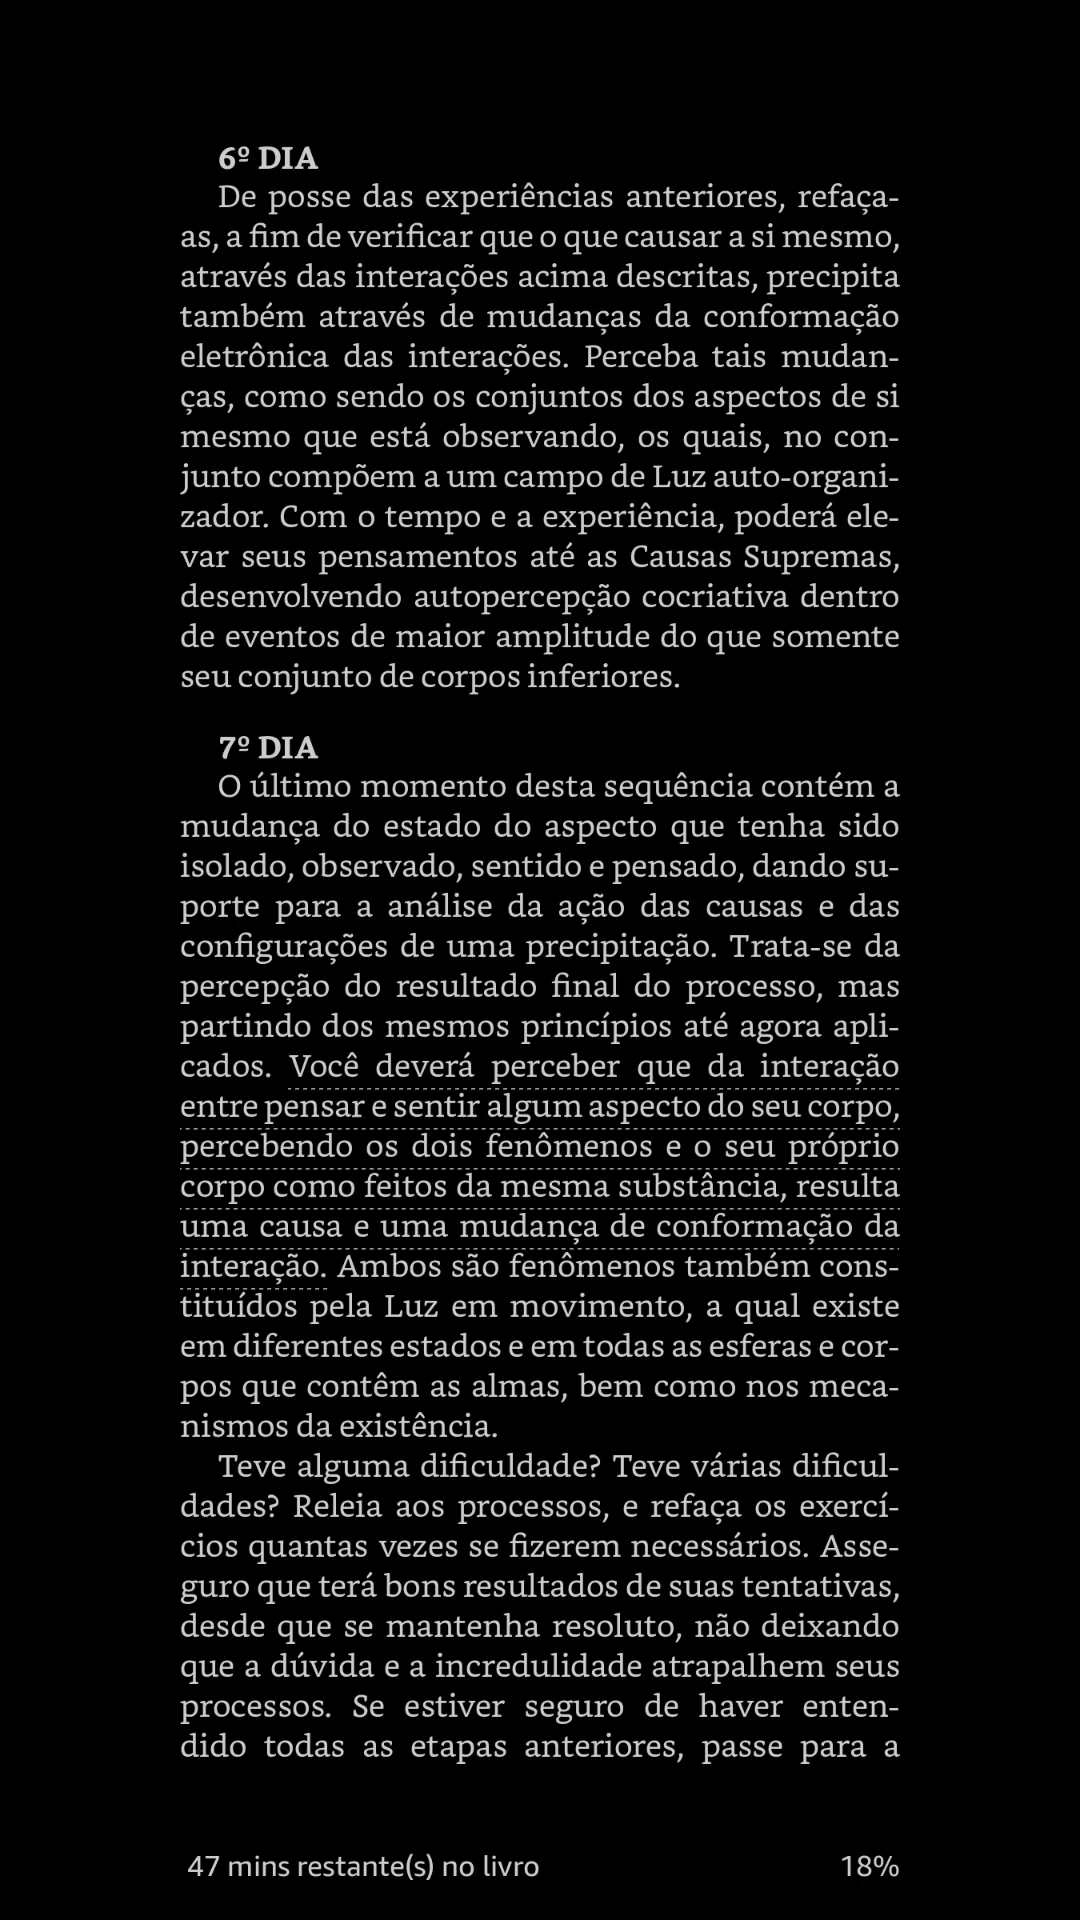 6º DIA
De posse das experiências anteriores, refaça-
as, a fim de verificar que o que causar a si mesmo,
através das interações acima descritas, precipita
também através de mudanças da conformação
eletrônica das interações. Perceba tais mudan-
ças, como sendo os conjuntos dos aspectos de si
mesmo que está observando, os quais, no con-
junto compõem a um campo de Luz auto-organi-
zador. Com o tempo e a experiência, poderá ele-
var seus pensamentos até as Causas Supremas,
desenvolvendo autopercepção cocriativa dentro
de eventos de maior amplitude do que somente
seu conjunto de corpos inferiores.
7º DIA
O último momento desta sequência contém a
mudança do estado do aspecto que tenha sido
isolado, observado, sentido e pensado, dando su-
porte para a análise da ação das causas e das
configurações de uma precipitação. Trata-se da
percepção do resultado final do processo, mas
partindo dos mesmos princípios até agora apli-
cados. Você deverá perceber que da interação
entre pensar e sentir algum aspecto do seu corpo,
percebendo os dois fenômenos e o seu próprio
corpo como feitos da mesma substância, resulta
uma causa e uma mudança de conformação da
interação. Ambos são fenômenos também cons-
tituídos pela Luz em movimento, a qual existe
em diferentes estados e em todas as esferas e cor-
pos que contêm as almas, bem como nos meca-
nismos da existência.
Teve alguma dificuldade? Teve várias dificul-
dades? Releia aos processos, e refaça os exercí-
cios quantas vezes se fizerem necessários. Asse-
guro que terá bons resultados de suas tentativas,
desde que se mantenha resoluto, não deixando
que a dúvida e a incredulidade atrapalhem seus
processos. Se estiver seguro de haver enten-
dido todas as etapas anteriores, passe para a
47 mins restante(s) no livro 18%